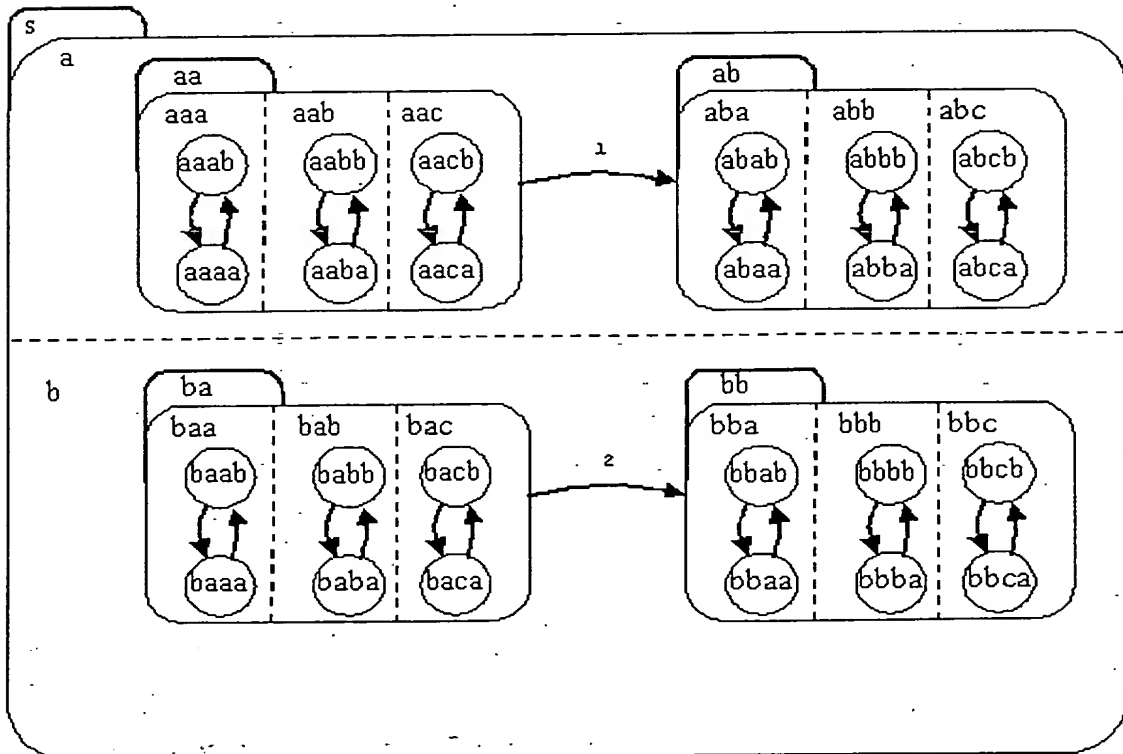 s
a
aa
ab
aaa aab aac
aba abb abc
aaab aabb aacb
1
abab abbb abcb
aaaa aaba aaca
abaa abba abca
b
ba
bb
baa bab bac
bba bbb bbc
baab babb bacb
2
bbab bbbb bbcb
baaa baba baca
bbaa bbba bbca